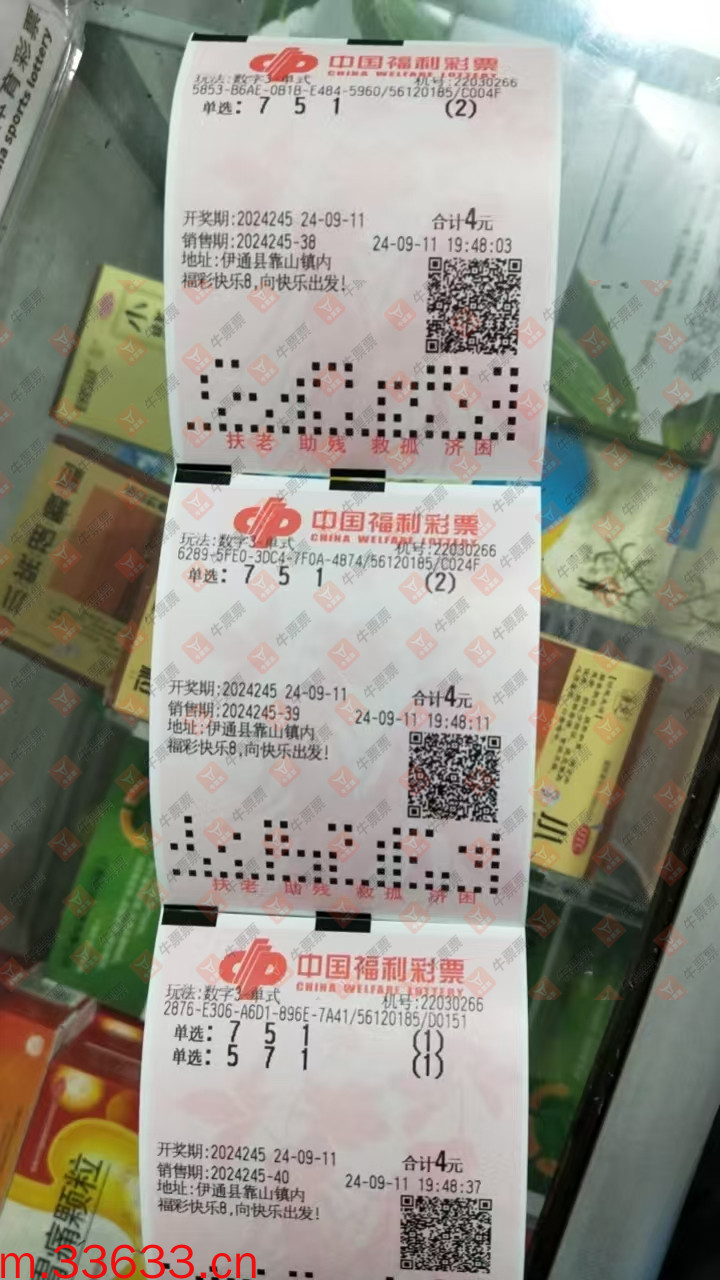 a sports lottery
中国福利彩票
CHINA WELFARE LOTTERY
玩法:数字3-单式 机号:22030266
5853-B6AE-0B1B-E484-5960/56120185/C004F
单选: 7 5 1 (2)
开奖期:2024245 24-09-11 合计4元
销售期:2024245-38 24-09-11 19:48:03
地址:伊通县靠山镇内
福彩快乐8,向快乐出发!
扶老 助残 救孤 济困
中国福利彩票
CHINA WELFARE LOTTERY
玩法:数字3-单式 机号:22030266
6289-5FE0-3DC4-7F0A-4874/56120185/C024F
单选: 7 5 1 (2)
开奖期:2024245 24-09-11 合计4元
销售期:2024245-39 24-09-11 19:48:11
地址:伊通县靠山镇内
福彩快乐8,向快乐出发!
扶老 助残 救孤 济困
中国福利彩票
CHINA WELFARE LOTTERY
玩法:数字3-单式 机号:22030266
2876-E306-A6D1-896E-7A41/56120185/D0151
单选: 7 5 1 (1)
单选: 5 7 1 (1)
开奖期:2024245 24-09-11 合计4元
销售期:2024245-40 24-09-11 19:48:37
地址:伊通县靠山镇内
福彩快乐8,向快乐出发!
痛颗粒
牛票票
m.33633.cn